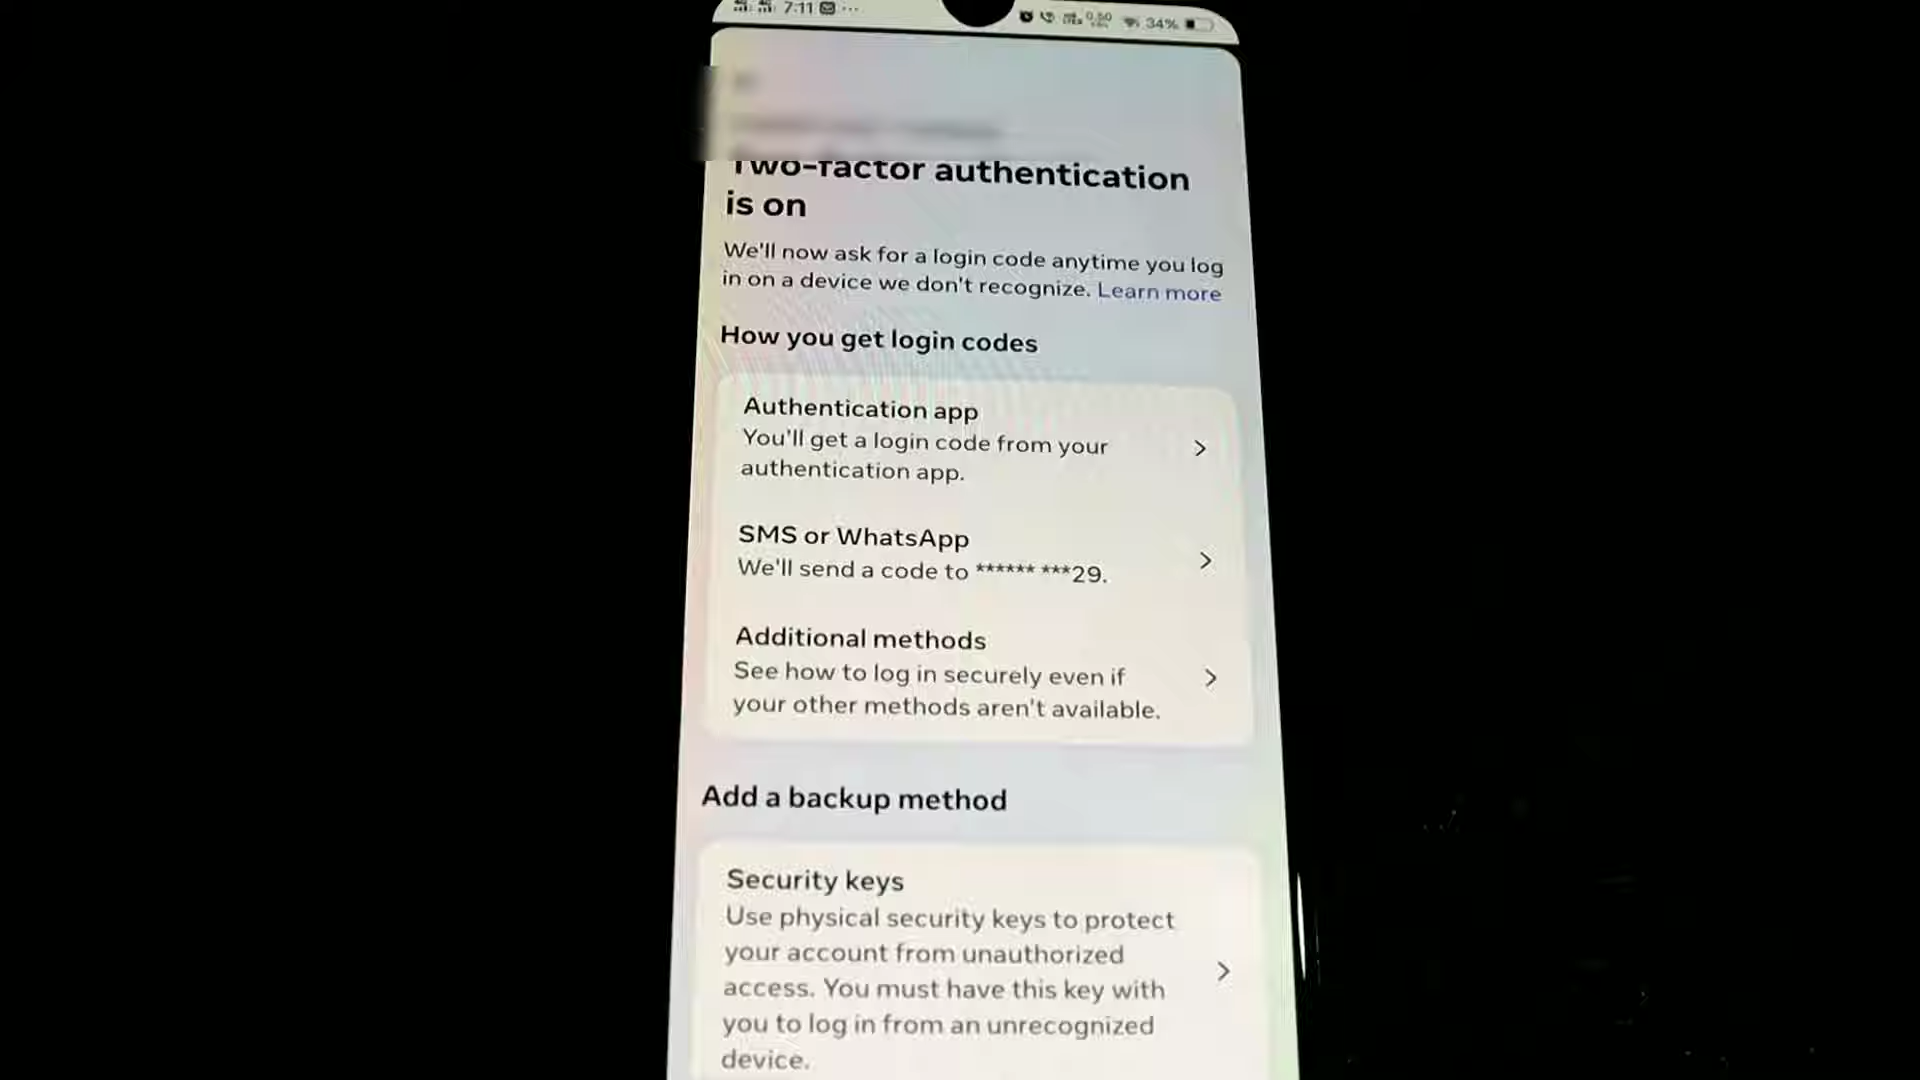 7:11 ...
0.50 34%
Two-factor authentication
is on
We'll now ask for a login code anytime you log
in on a device we don't recognize. Learn more
How you get login codes
Authentication app
You'll get a login code from your
authentication app.
SMS or WhatsApp
We'll send a code to ****** ***29.
Additional methods
See how to log in securely even if
your other methods aren't available.
Add a backup method
Security keys
Use physical security keys to protect
your account from unauthorized
access. You must have this key with
you to log in from an unrecognized
device.